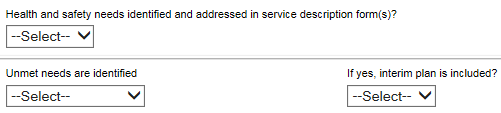 Health and safety needs identified and addressed in service description form(s)?
--Select--
Unmet needs are identified If yes, interim plan is included?
--Select-- --Select--